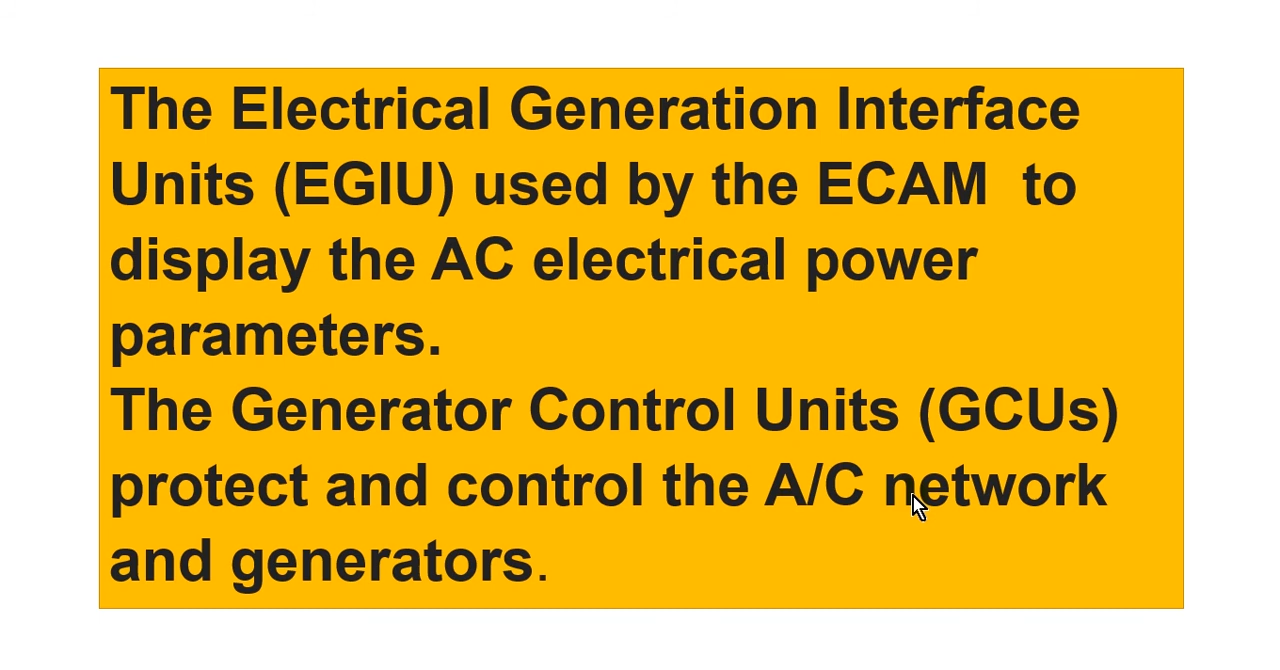 The Electrical Generation Interface
Units (EGIU) used by the ECAM  to
display the AC electrical power
parameters.
The Generator Control Units (GCUs)
protect and control the A/C network
and generators.